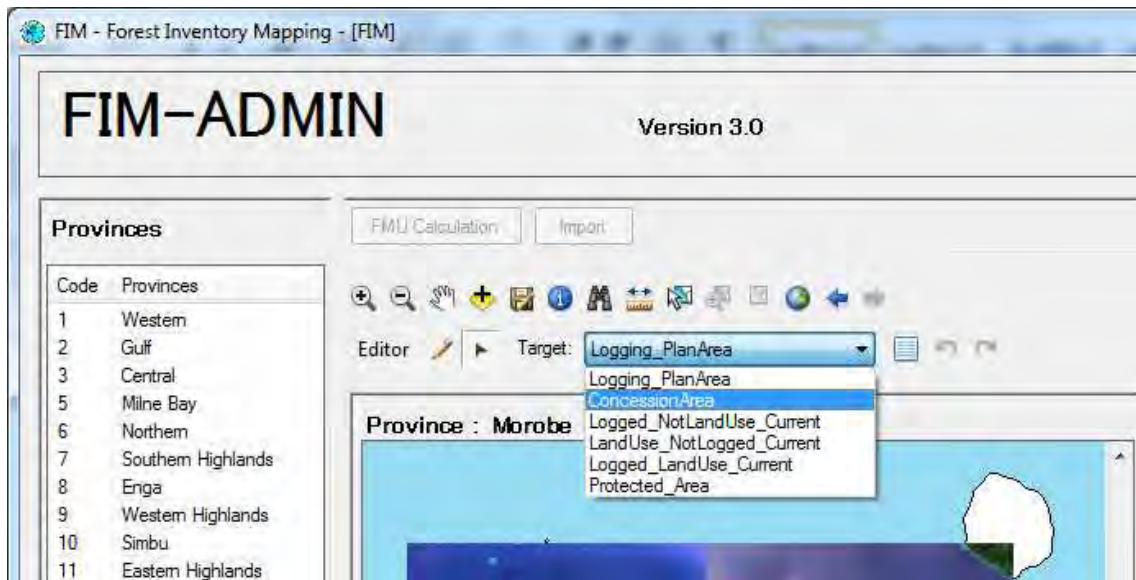 FIM - Forest Inventory Mapping - [FIM]
FIM-ADMIN
Version 3.0
Provinces
FMU Calculation
Import
Code Provinces
1 Western
2 Gulf
3 Central
5 Milne Bay
6 Northern
7 Southern Highlands
8 Enga
9 Western Highlands
10 Simbu
11 Eastern Highlands
Editor
Target: Logging_PlanArea
Logging_PlanArea
ConcessionArea
Logged_NotLandUse_Current
LandUse_NotLogged_Current
Logged_LandUse_Current
Protected_Area
Province : Morobe